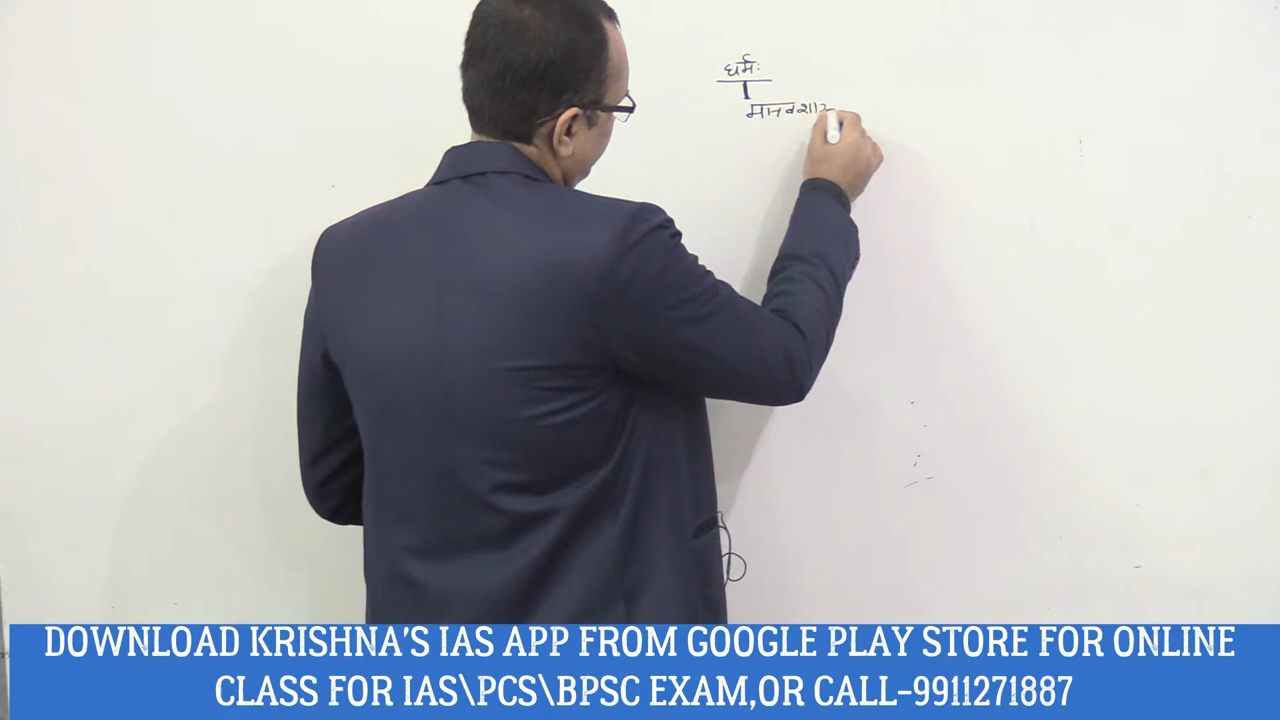 धर्मः
मानवशा
DOWNLOAD KRISHNA'S IAS APP FROM GOOGLE PLAY STORE FOR ONLINE
CLASS FOR IAS\PCS\BPSC EXAM,OR CALL-9911271887